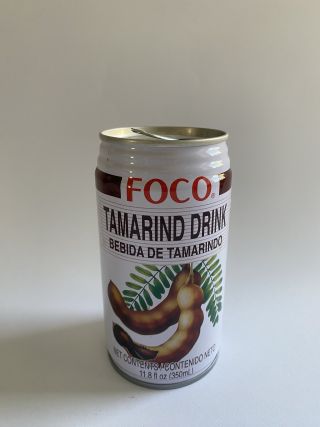 FOCO®
TAMARIND DRINK
BEBIDA DE TAMARINDO
NET CONTENTS / CONTENIDO NETO
11.8 fl oz (350mL)